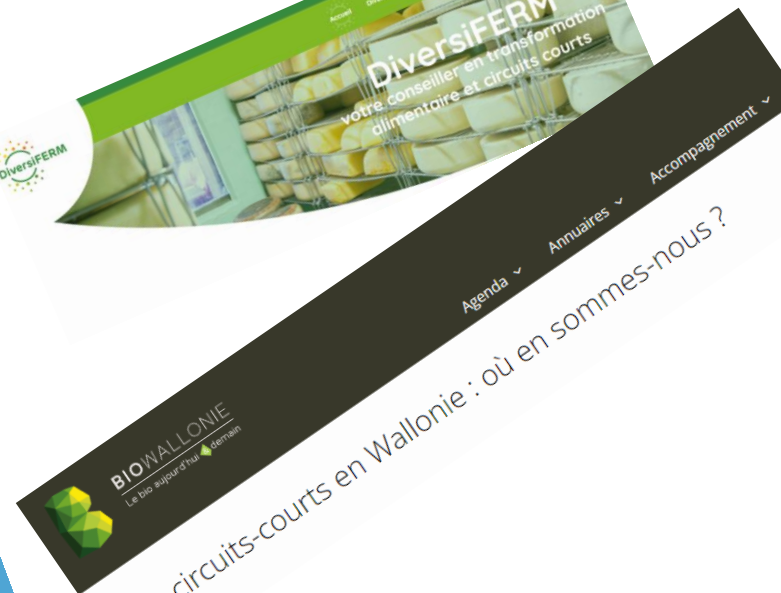 Accueil
DiversiFERM
votre conseiller en transformation
alimentaire et circuits courts
DiversiFERM
Agenda
Annuaires
Accompagnement
BIOWALLONIE
Le bio aujourd'hui & demain
circuits-courts en Wallonie : où en sommes-nous ?